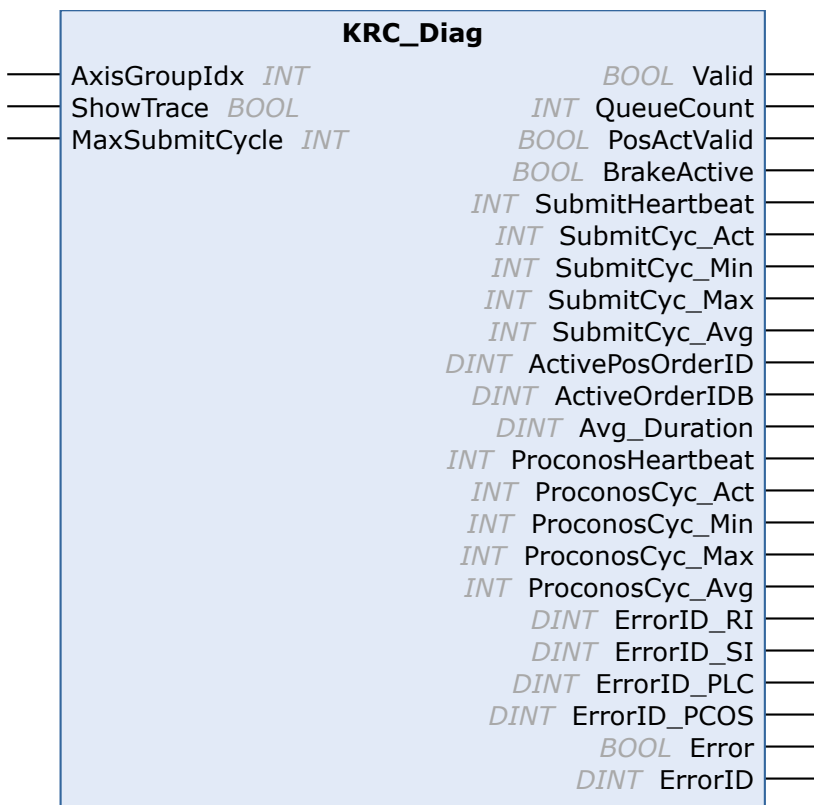 KRC_Diag
AxisGroupIdx INT BOOL Valid
ShowTrace BOOL INT QueueCount
MaxSubmitCycle INT BOOL PosActValid
BOOL BrakeActive
INT SubmitHeartbeat
INT SubmitCyc_Act
INT SubmitCyc_Min
INT SubmitCyc_Max
INT SubmitCyc_Avg
DINT ActivePosOrderID
DINT ActiveOrderIDB
DINT Avg_Duration
INT ProconosHeartbeat
INT ProconosCyc_Act
INT ProconosCyc_Min
INT ProconosCyc_Max
INT ProconosCyc_Avg
DINT ErrorID_RI
DINT ErrorID_SI
DINT ErrorID_PLC
DINT ErrorID_PCOS
BOOL Error
DINT ErrorID